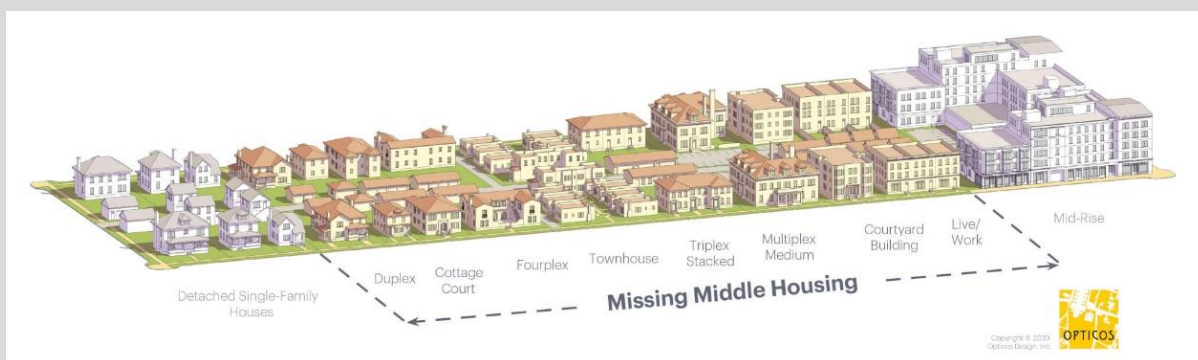 Detached Single-Family
Houses
Duplex
Cottage
Court
Fourplex
Townhouse
Triplex
Stacked
Multiplex
Medium
Courtyard
Building
Live/
Work
Mid-Rise
Missing Middle Housing
Copyright © 2020
Opticos Design, Inc.
OPTICOS